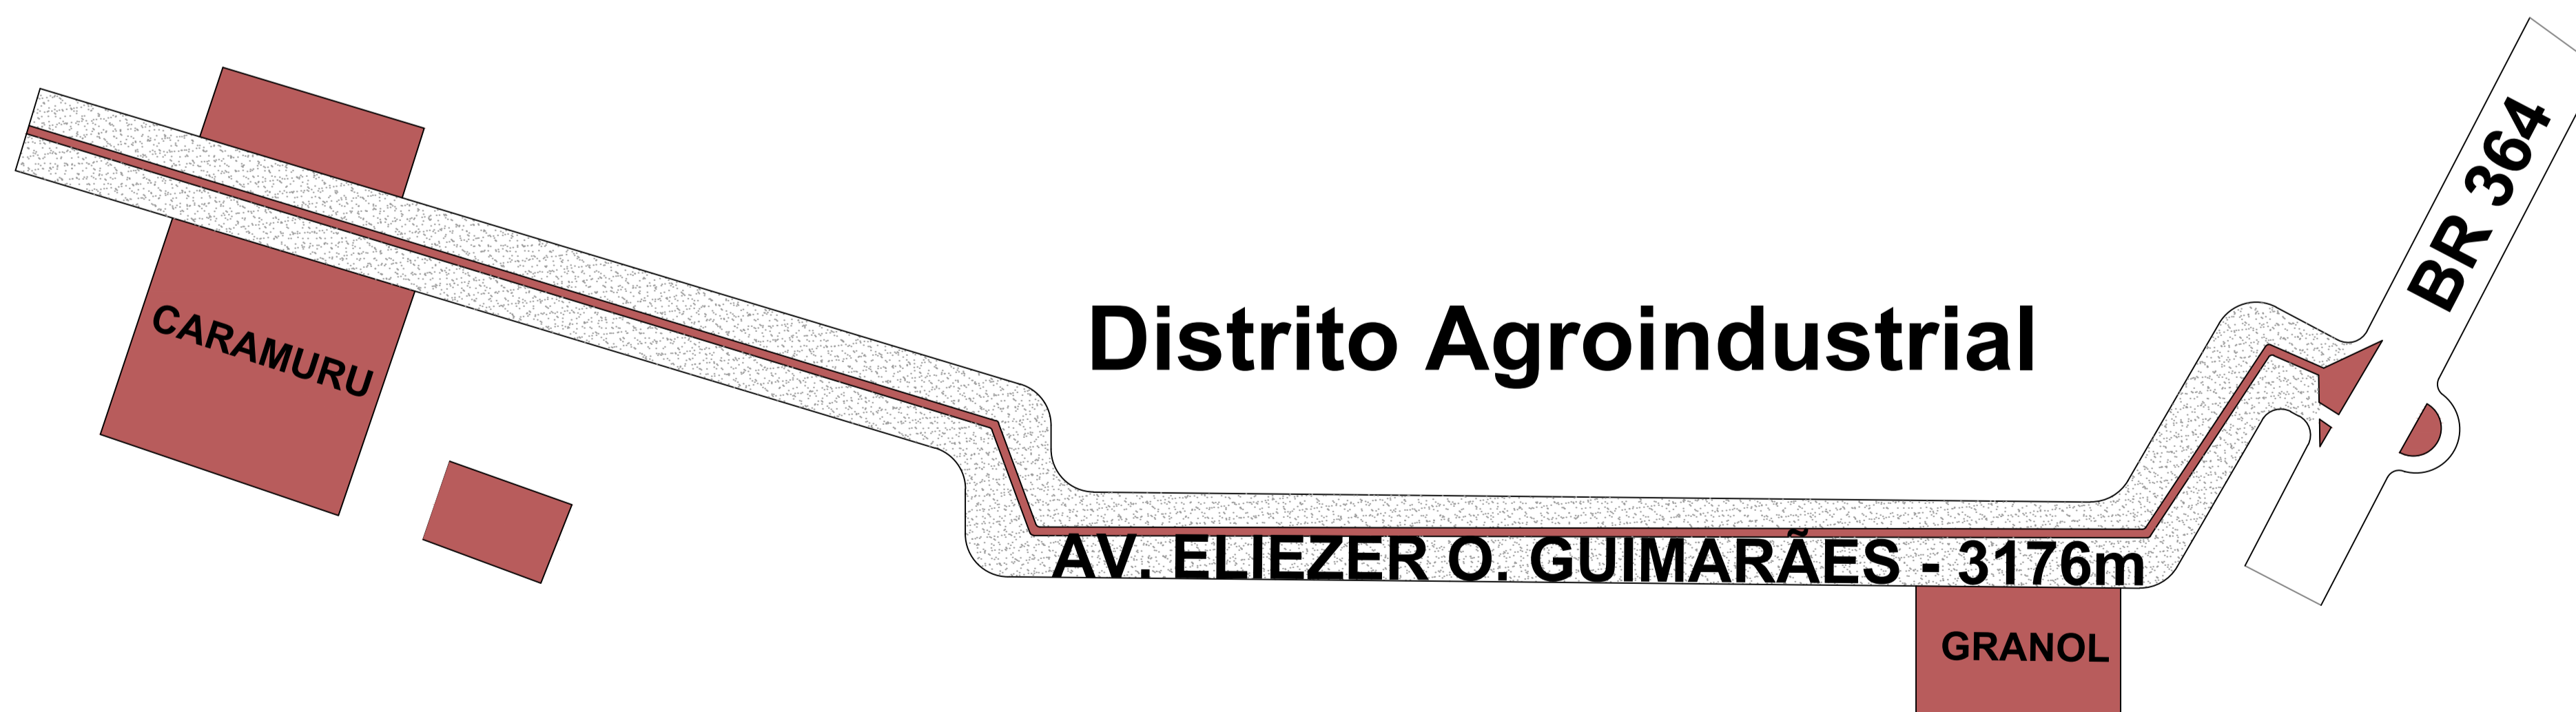 BR 364
Distrito Agroindustrial
CARAMURU
AV. ELIEZER O. GUIMARÃES - 3176m
GRANOL